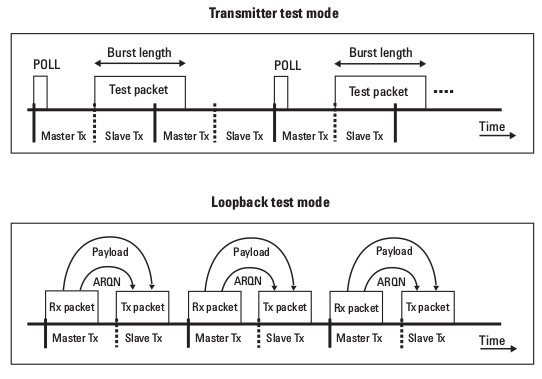 Transmitter test mode
POLL Burst length POLL Burst length
Test packet Test packet
Master Tx Slave Tx Master Tx Slave Tx Master Tx Slave Tx Time
Loopback test mode
Payload Payload Payload
ARQN ARQN ARQN
Rx packet Tx packet Rx packet Tx packet Rx packet Tx packet
Master Tx Slave Tx Master Tx Slave Tx Master Tx Slave Tx Time